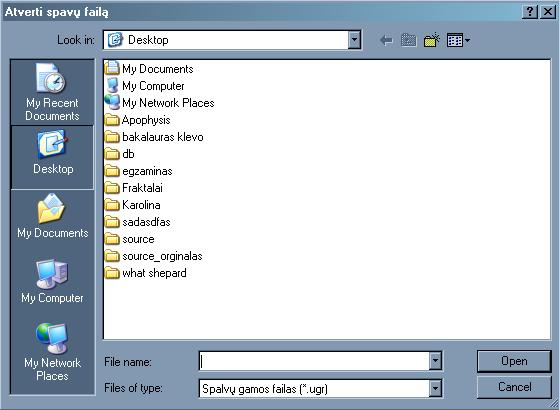 Atverti spavų failą
Look in:
Desktop
My Recent
Documents
Desktop
My Documents
My Computer
My Network
Places
My Documents
My Computer
My Network Places
Apophysis
bakalauras klevo
db
egzaminas
Fraktalai
Karolina
sadasdfas
source
source_orginalas
what shepard
File name:
Open
Files of type:
Spalvų gamos failas (*.ugr)
Cancel